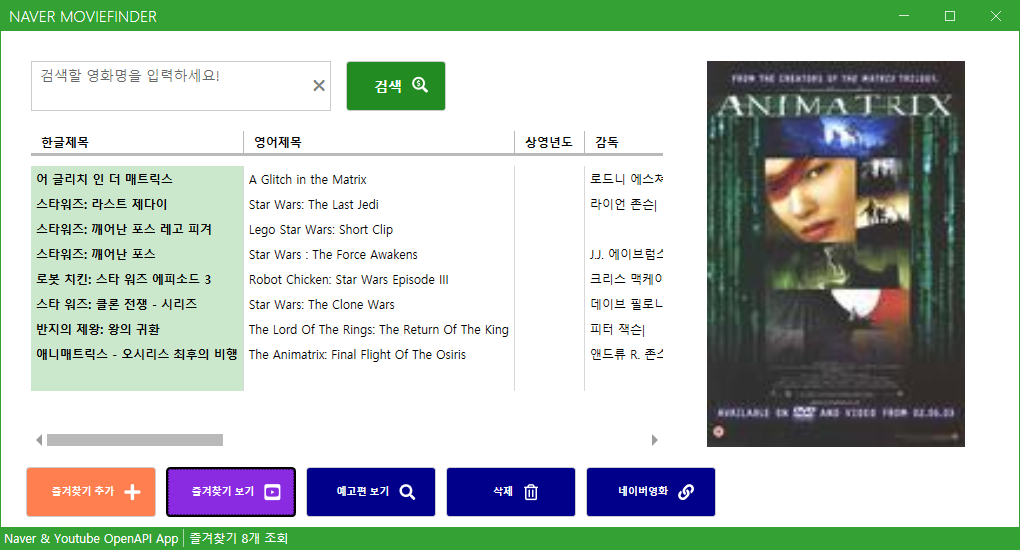 NAVER MOVIEFINDER
검색할 영화명을 입력하세요!
검색
한글제목 영어제목 상영년도 감독
어 글리치 인 더 매트릭스 A Glitch in the Matrix 로드니 에스처
스타워즈: 라스트 제다이 Star Wars: The Last Jedi 라이언 존슨|
스타워즈: 깨어난 포스 레고 피겨 Lego Star Wars: Short Clip
스타워즈: 깨어난 포스 Star Wars : The Force Awakens J.J. 에이브럼스
로봇 치킨: 스타 워즈 에피소드 3 Robot Chicken: Star Wars Episode III 크리스 맥케이
스타 워즈: 클론 전쟁 - 시리즈 Star Wars: The Clone Wars 데이브 필로니
반지의 제왕: 왕의 귀환 The Lord Of The Rings: The Return Of The King 피터 잭슨|
애니매트릭스 - 오시리스 최후의 비행 The Animatrix: Final Flight Of The Osiris 앤드류 R. 존스
FROM THE CREATORS OF THE MATRIX TRILOGY.
ANIMATRIX
AVAILABLE ON DVD AND VIDEO FROM 02.06.03
즐겨찾기 추가 즐겨찾기 보기 예고편 보기 삭제 네이버영화
Naver & Youtube OpenAPI App 즐겨찾기 8개 조회